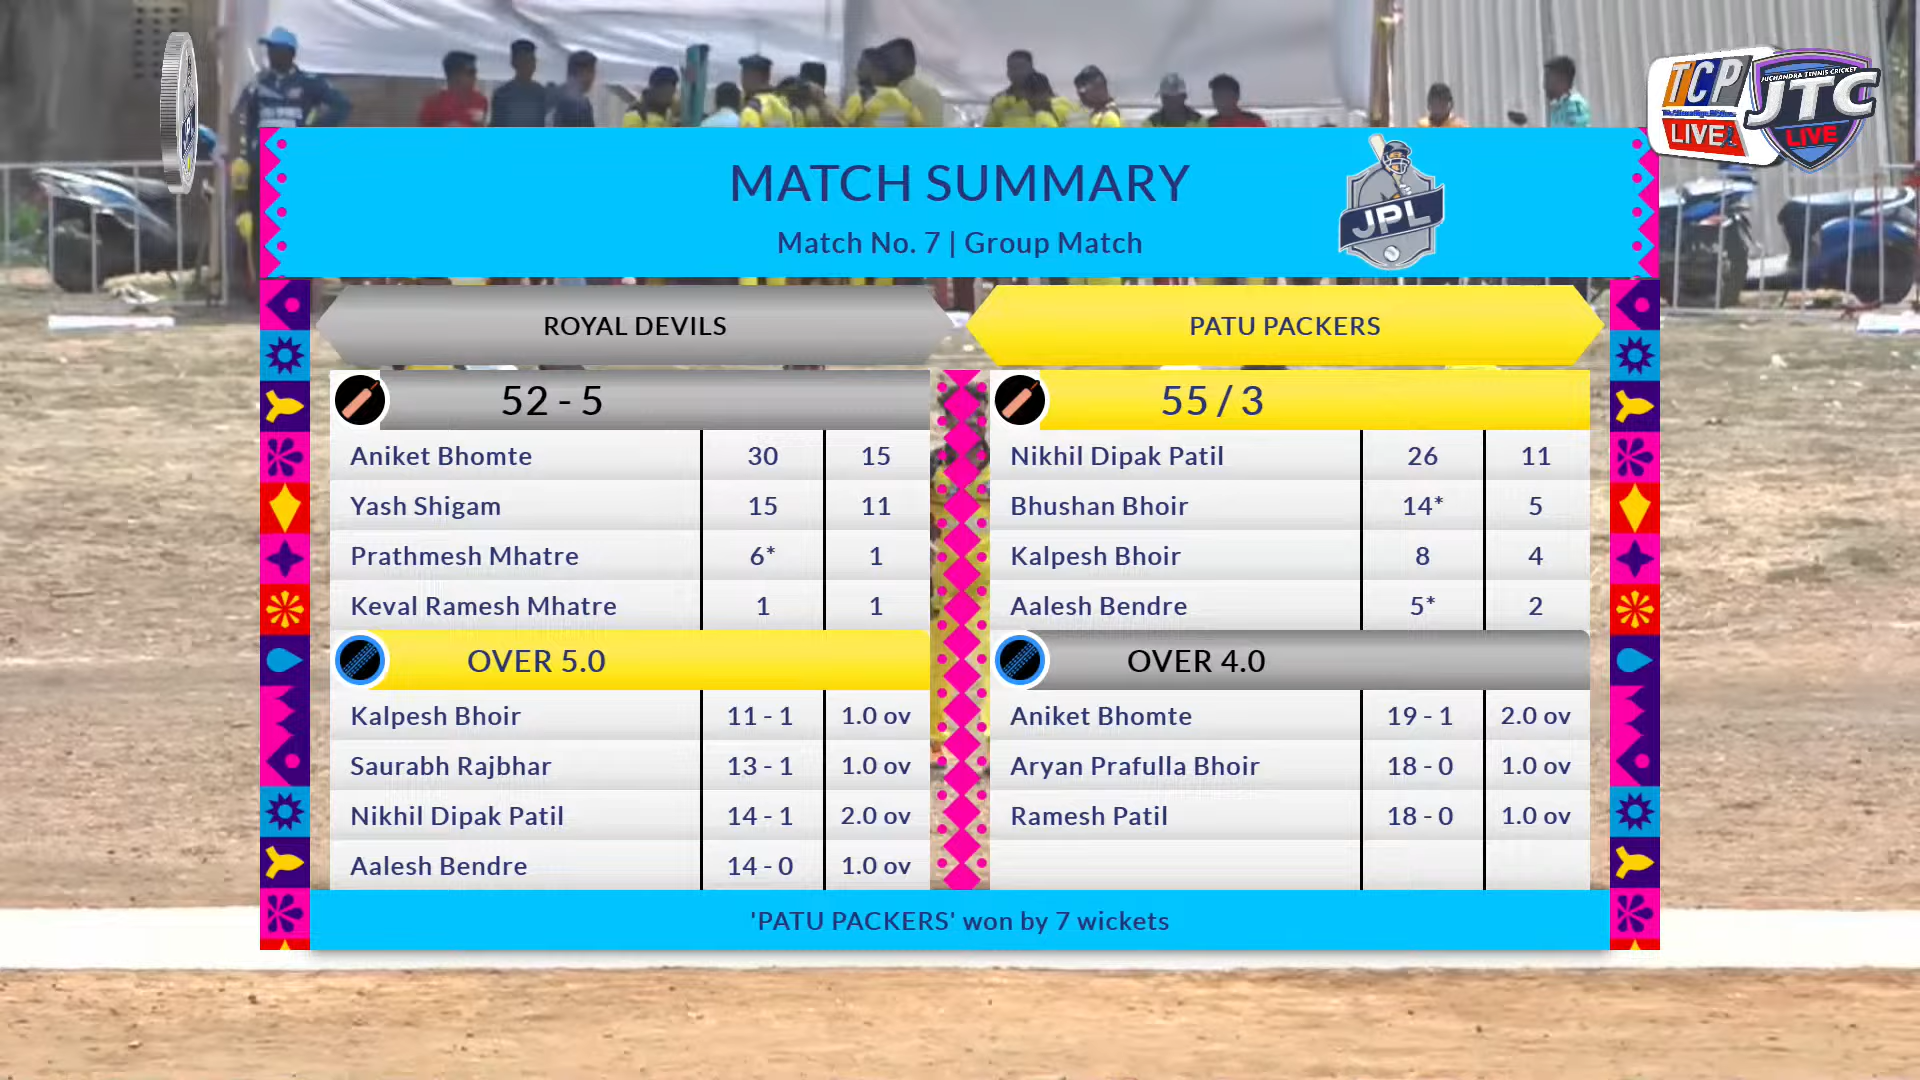 TCP
LIVE
JUCHANDRA TENNIS CRICKET
JTC
LIVE
MATCH SUMMARY
JPL
Match No. 7 | Group Match
ROYAL DEVILS
52 - 5
Aniket Bhomte 30 15
Yash Shigam 15 11
Prathmesh Mhatre 6* 1
Keval Ramesh Mhatre 1 1
OVER 5.0
Kalpesh Bhoir 11 - 1 1.0 ov
Saurabh Rajbhar 13 - 1 1.0 ov
Nikhil Dipak Patil 14 - 1 2.0 ov
Aalesh Bendre 14 - 0 1.0 ov
PATU PACKERS
55 / 3
Nikhil Dipak Patil 26 11
Bhushan Bhoir 14* 5
Kalpesh Bhoir 8 4
Aalesh Bendre 5* 2
OVER 4.0
Aniket Bhomte 19 - 1 2.0 ov
Aryan Prafulla Bhoir 18 - 0 1.0 ov
Ramesh Patil 18 - 0 1.0 ov
'PATU PACKERS' won by 7 wickets